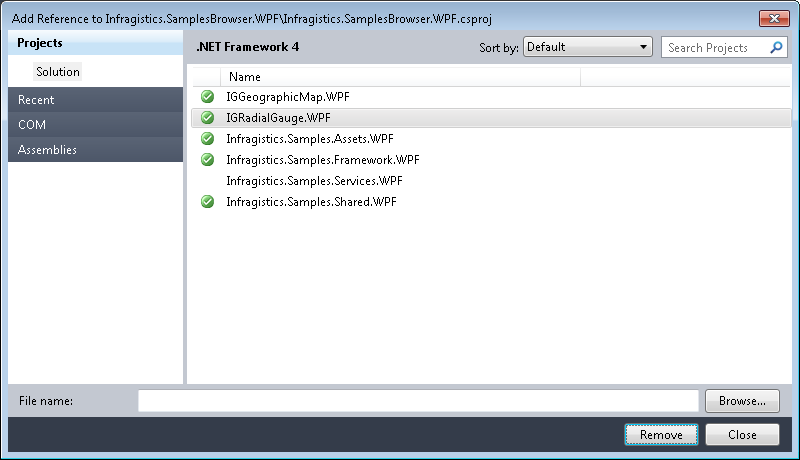 Add Reference to Infragistics.SamplesBrowser.WPF\Infragistics.SamplesBrowser.WPF.csproj
Projects
Solution
Recent
COM
Assemblies
.NET Framework 4
Sort by: Default
Search Projects
Name
IGGeographicMap.WPF
IGRadialGauge.WPF
Infragistics.Samples.Assets.WPF
Infragistics.Samples.Framework.WPF
Infragistics.Samples.Services.WPF
Infragistics.Samples.Shared.WPF
File name:
Browse...
Remove
Close